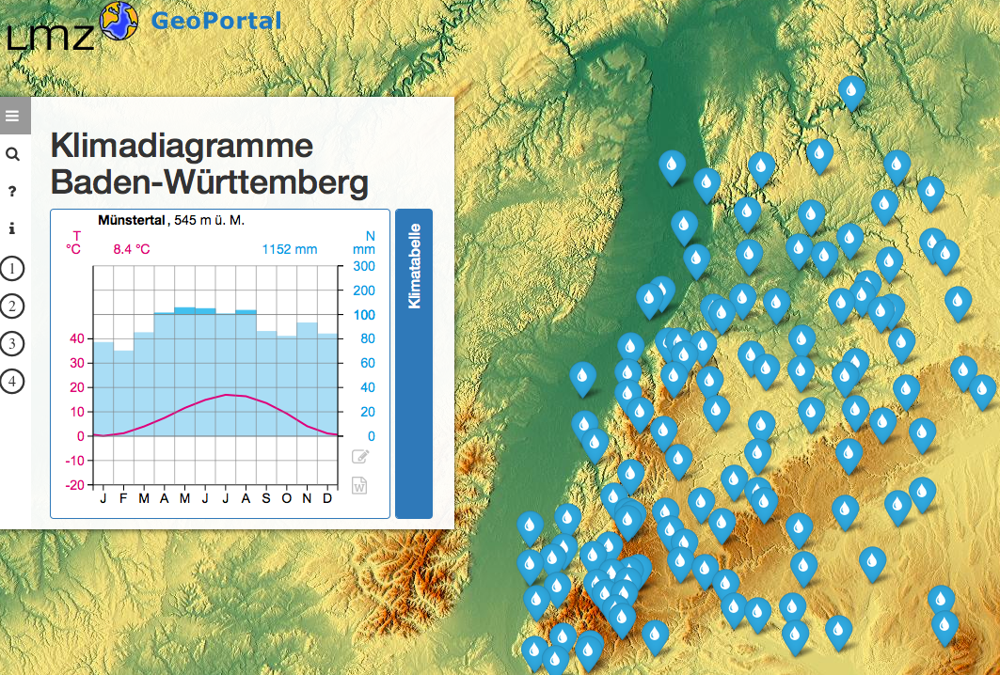 lmz GeoPortal
Klimadiagramme
Baden-Württemberg
Münstertal, 545 m ü. M.
T N
°C 8.4 °C 1152 mm mm
300
200
100
40 80
30 60
20 40
10 20
0 0
-10
-20
J F M A M J J A S O N D
Klimatabelle
?
i
1
2
3
4
W